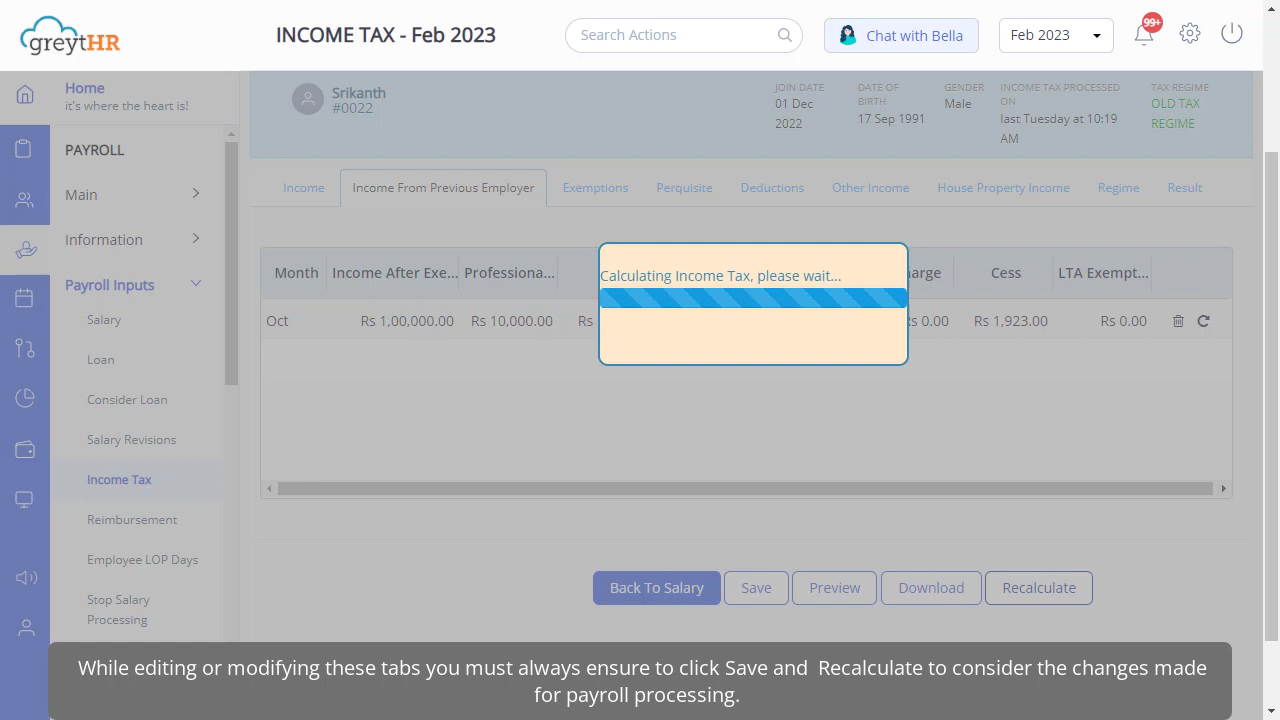 greytHR
INCOME TAX - Feb 2023
Search Actions
Chat with Bella
Feb 2023
99+
Home
it's where the heart is!
PAYROLL
Main
Information
Payroll Inputs
Salary
Loan
Consider Loan
Salary Revisions
Income Tax
Reimbursement
Employee LOP Days
Stop Salary
Processing
Srikanth
#0022
JOIN DATE
01 Dec
2022
DATE OF
BIRTH
17 Sep 1991
GENDER
Male
INCOME TAX PROCESSED
ON
last Tuesday at 10:19
AM
TAX REGIME
OLD TAX
REGIME
Income
Income From Previous Employer
Exemptions
Perquisite
Deductions
Other Income
House Property Income
Regime
Result
Month Income After Exe... Professiona... Cess LTA Exempt...
Oct Rs 1,00,000.00 Rs 10,000.00 Rs Rs 0.00 Rs 1,923.00 Rs 0.00
Calculating Income Tax, please wait...
Back To Salary
Save
Preview
Download
Recalculate
While editing or modifying these tabs you must always ensure to click Save and Recalculate to consider the changes made
for payroll processing.